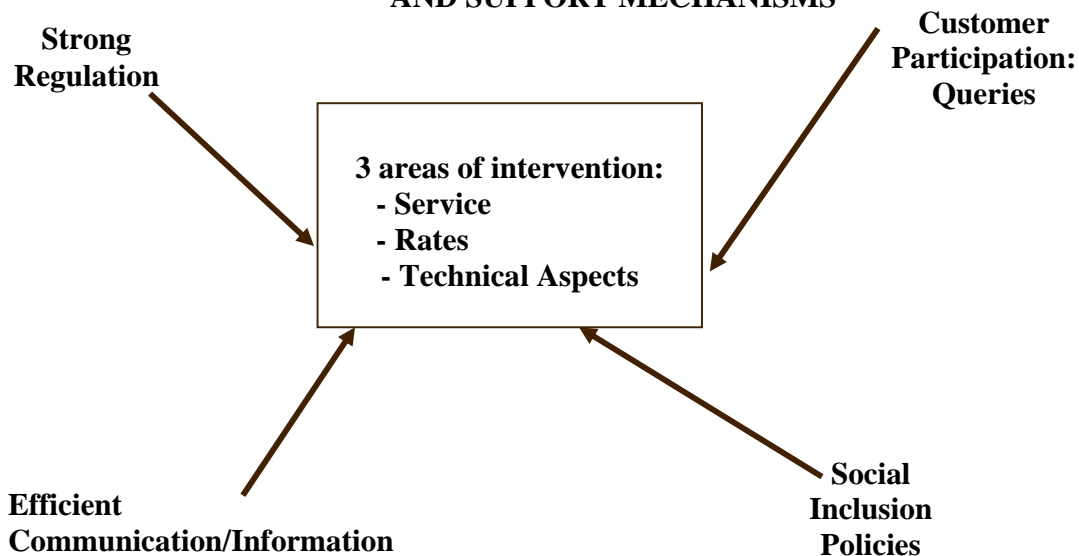 AND SUPPORT MECHANISMS
Strong
Regulation
Customer
Participation:
Queries
3 areas of intervention:
- Service
- Rates
- Technical Aspects
Efficient
Communication/Information
Social
Inclusion
Policies